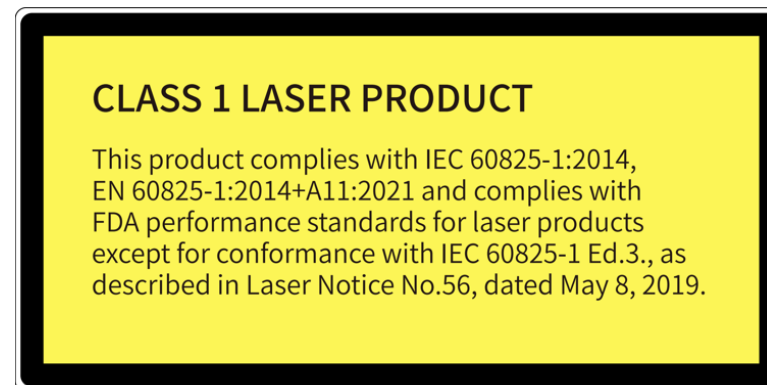 CLASS 1 LASER PRODUCT
This product complies with IEC 60825-1:2014,
EN 60825-1:2014+A11:2021 and complies with
FDA performance standards for laser products
except for conformance with IEC 60825-1 Ed.3., as
described in Laser Notice No.56, dated May 8, 2019.